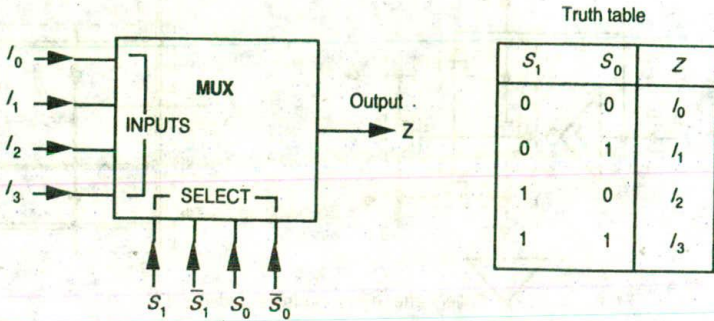 Truth table
I₀
I₁
I₂
I₃
MUX
INPUTS
SELECT
Output
Z
S₁ S̅₁ S₀ S̅₀
S₁ S₀ Z
0 0 I₀
0 1 I₁
1 0 I₂
1 1 I₃